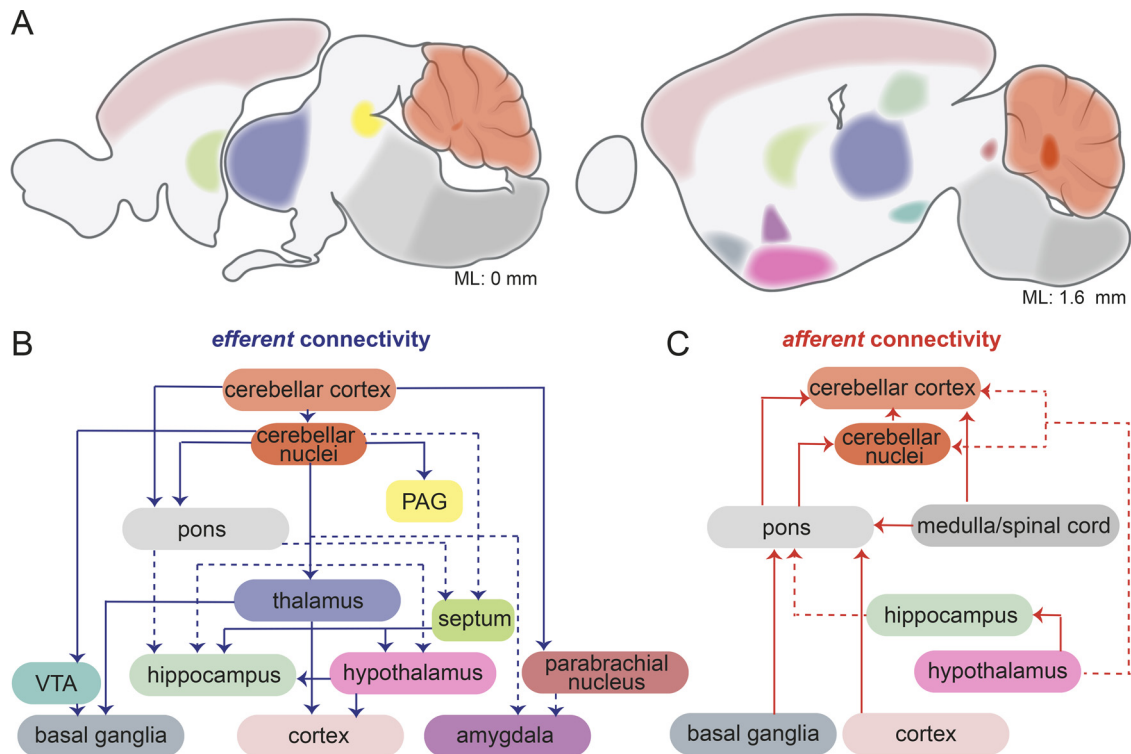 A
ML: 0 mm
ML: 1.6 mm
B
efferent connectivity
cerebellar cortex
cerebellar
nuclei
PAG
pons
thalamus
septum
hippocampus
hypothalamus
parabrachial
nucleus
VTA
basal ganglia
cortex
amygdala
C
afferent connectivity
cerebellar cortex
cerebellar
nuclei
pons
medulla/spinal cord
hippocampus
hypothalamus
basal ganglia
cortex